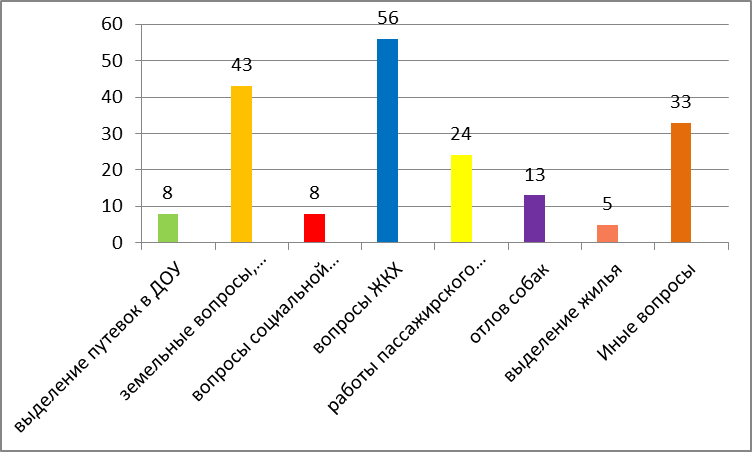 60
50
40
30
20
10
0
8
43
8
56
24
13
5
33
выделение путевок в ДОУ
земельные вопросы,...
вопросы социальной...
вопросы ЖКХ
работы пассажирского...
отлов собак
выделение жилья
Иные вопросы